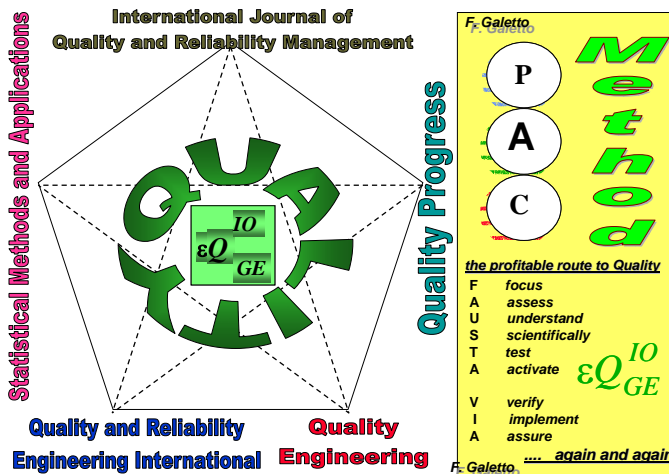 International Journal of
Quality and Reliability Management
Statistical Methods and Applications
QUALITY
εQ IO GE
Quality Progress
Quality and Reliability
Engineering International
Quality
Engineering
F. Galetto
F. Galetto
P
A
C
Method
the profitable route to Quality
F focus
A assess
U understand
S scientifically
T test
A activate
εQ IO GE
V verify
I implement
A assure
.... again and again
F. Galetto
F. Galetto